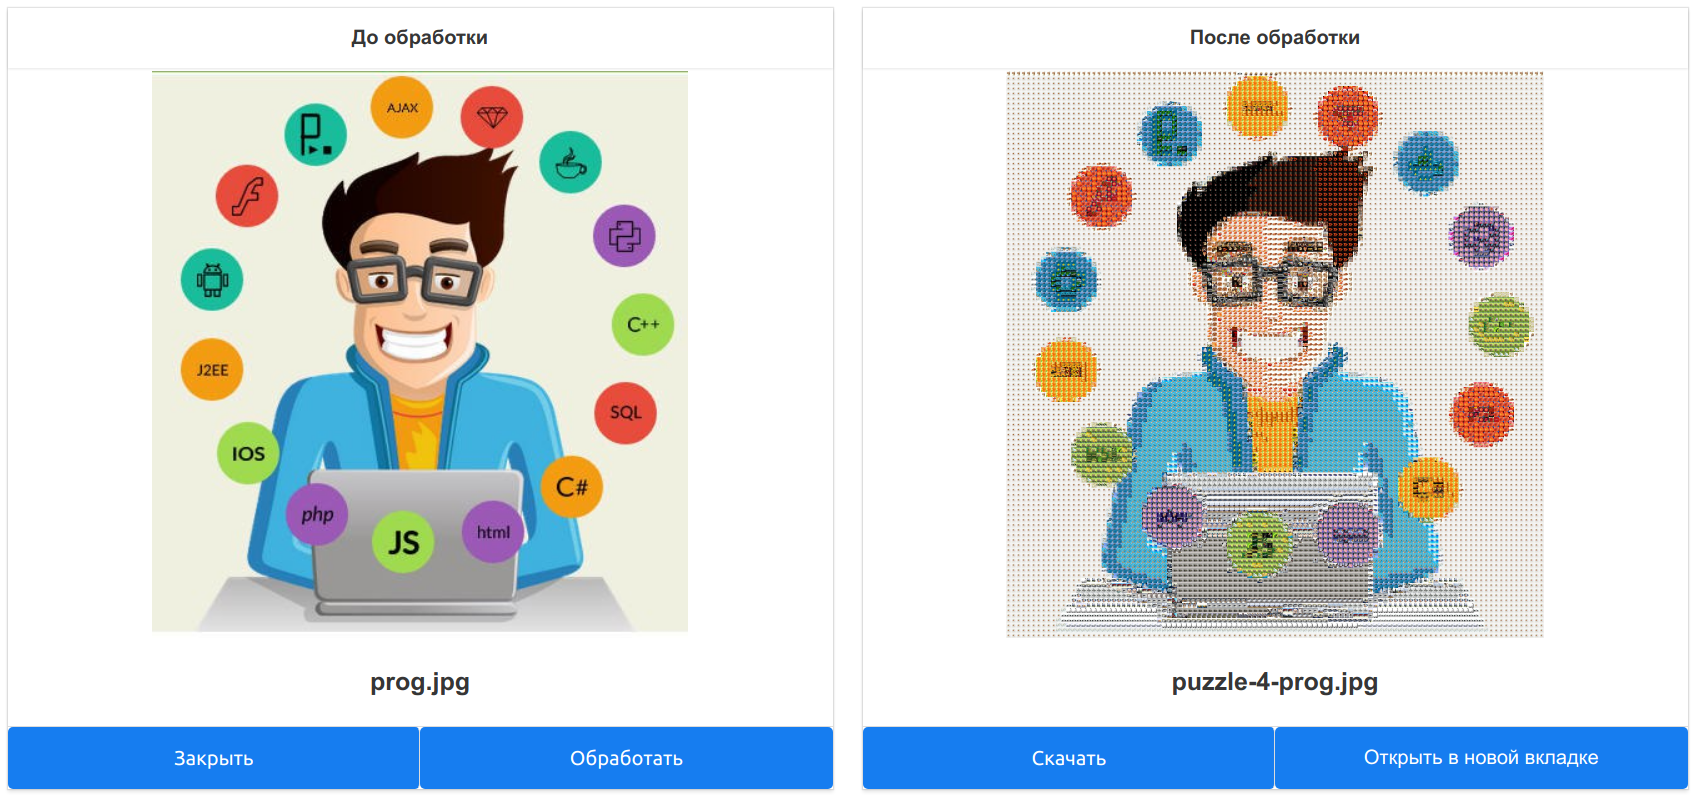 До обработки
AJAX
P
C++
J2EE
SQL
IOS
C#
php
JS
html
prog.jpg
Закрыть
Обработать
После обработки
P.
puzzle-4-prog.jpg
Скачать
Открыть в новой вкладке